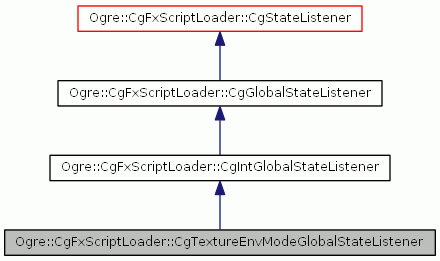 Ogre::CgFxScriptLoader::CgStateListener
Ogre::CgFxScriptLoader::CgGlobalStateListener
Ogre::CgFxScriptLoader::CgIntGlobalStateListener
Ogre::CgFxScriptLoader::CgTextureEnvModeGlobalStateListener